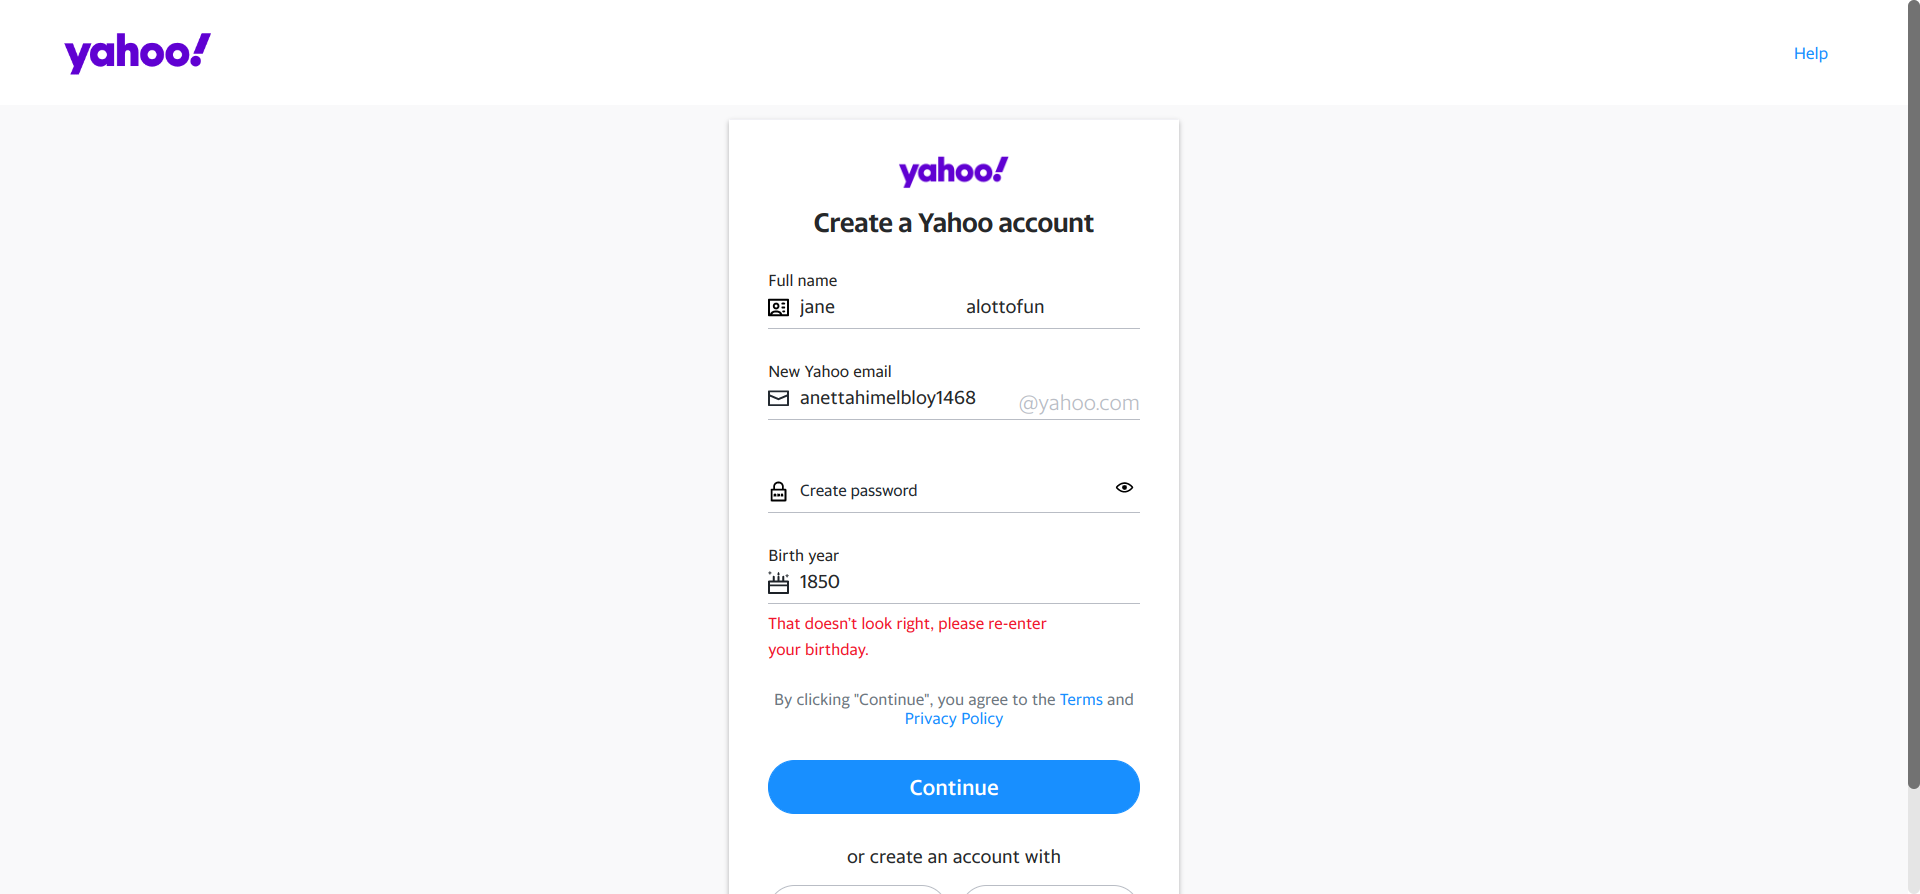 yahoo!
Help
yahoo!
Create a Yahoo account
Full name
jane alottofun
New Yahoo email
anettahimelbloy1468 @yahoo.com
Create password
Birth year
1850
That doesn't look right, please re-enter
your birthday.
By clicking "Continue", you agree to the Terms and
Privacy Policy
Continue
or create an account with